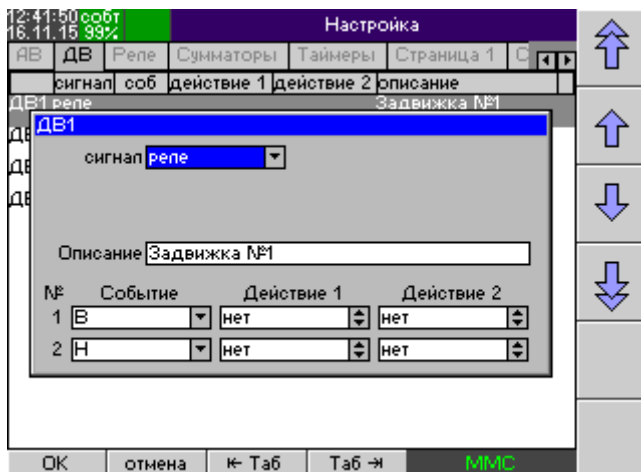 12:41:50 собт
16.11.15 99%
Настройка
АВ ДВ Реле Сумматоры Таймеры Страница 1 С
сигнал соб действие 1 действие 2 описание
ДВ1 реле Задвижка №1
ДВ1
сигнал реле
Описание Задвижка №1
№ Событие Действие 1 Действие 2
1 В нет нет
2 Н нет нет
ОК отмена Таб Таб ММС